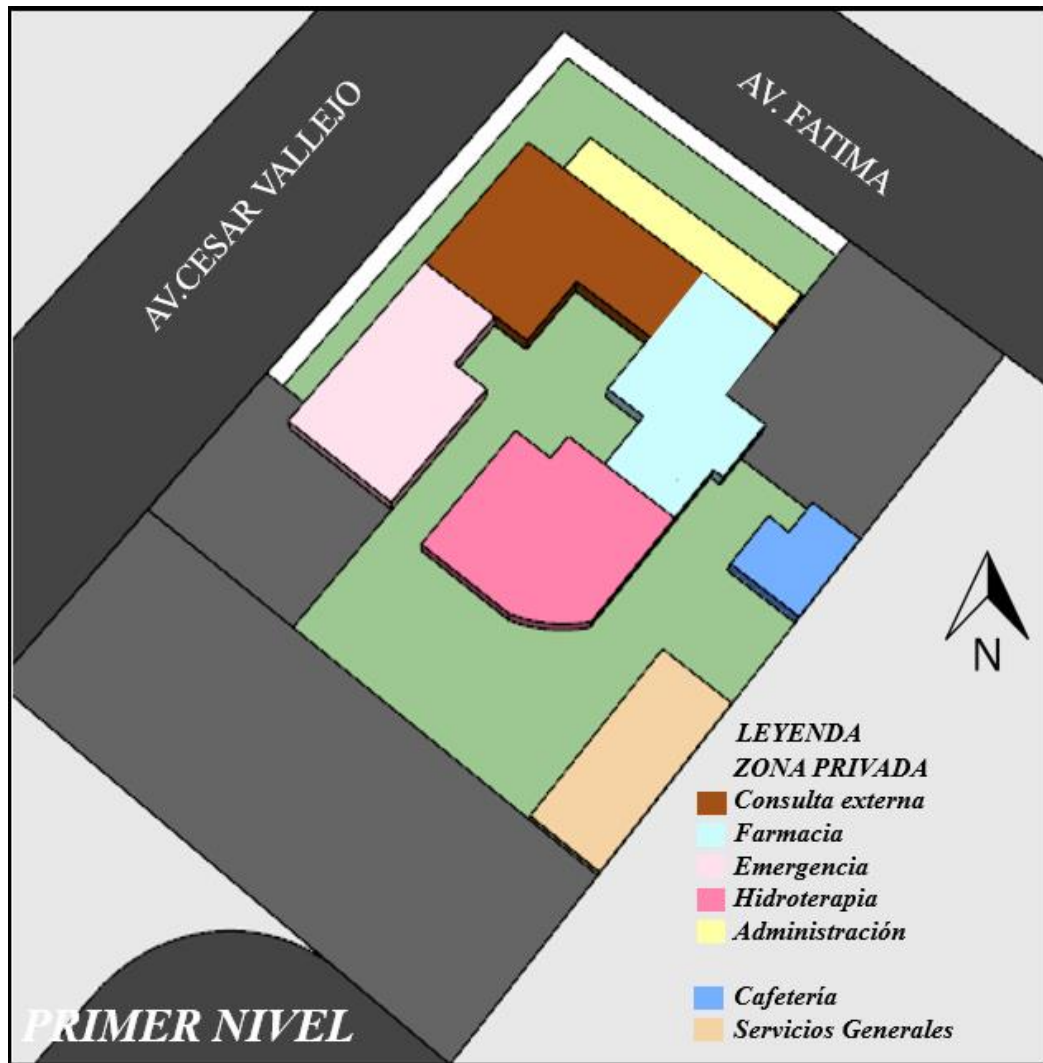 AV.CESAR VALLEJO
AV. FATIMA
N
LEYENDA
ZONA PRIVADA
Consulta externa
Farmacia
Emergencia
Hidroterapia
Administración
Cafetería
Servicios Generales
PRIMER NIVEL